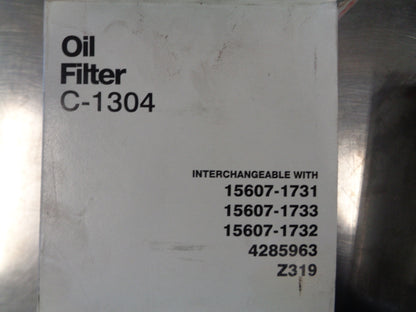 Oil
Filter
C-1304
INTERCHANGEABLE WITH
15607-1731
15607-1733
15607-1732
4285963
Z319